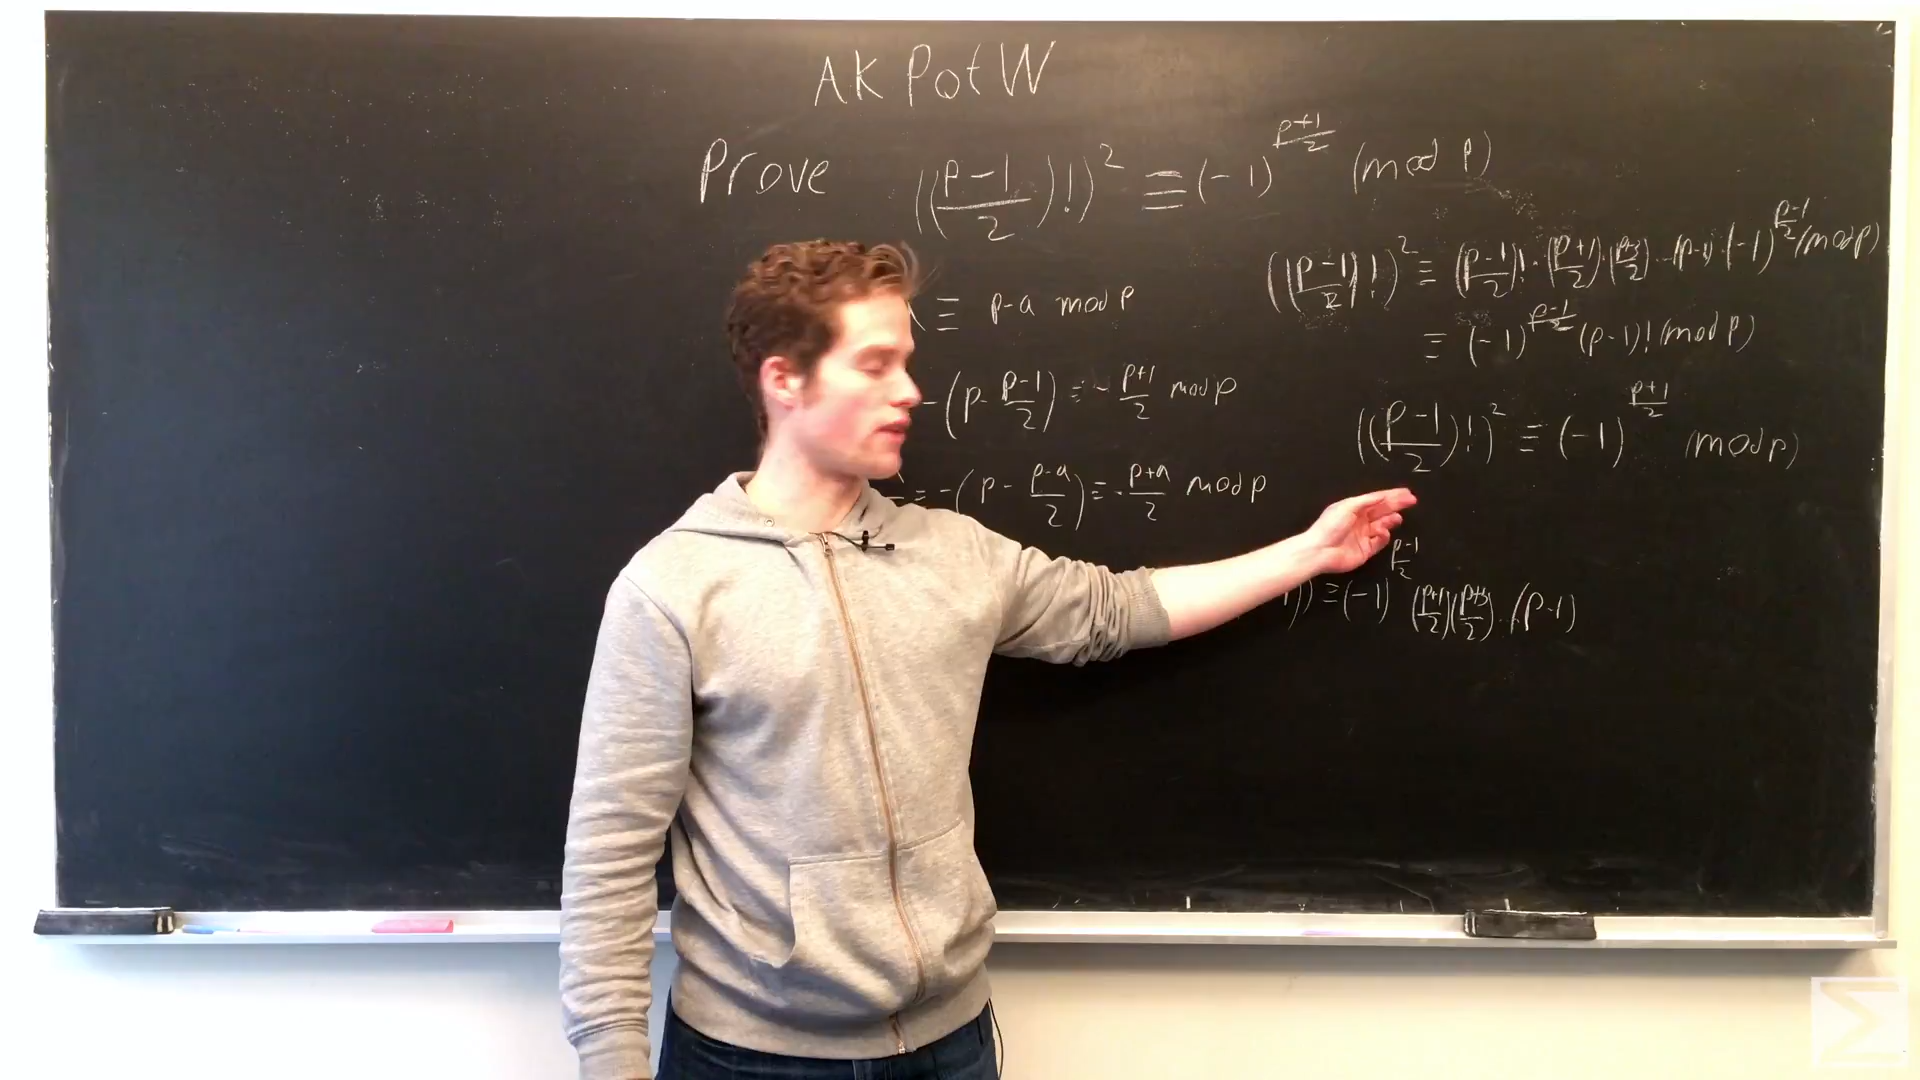 AK PotW
Prove ((p-1/2)!)² ≡ (-1)^(p+1/2) (mod p)
≡ p-a mod p
-(p - p-1/2) ≡ - p+1/2 mod p
≡ -(p - p-a/2) ≡ - p+a/2 mod p
((p-1/2)!)² ≡ (p-1/2)! · (p+1/2) · (p+3/2) ... (p-1) · (-1)^(p-1/2) (mod p)
≡ (-1)^(p-1/2) (p-1)! (mod p)
((p-1/2)!)² ≡ (-1)^(p+1/2) (mod p)
1)) ≡ (-1)^(p-1/2) (p+1/2)(p+3/2) ... (p-1)
Σ